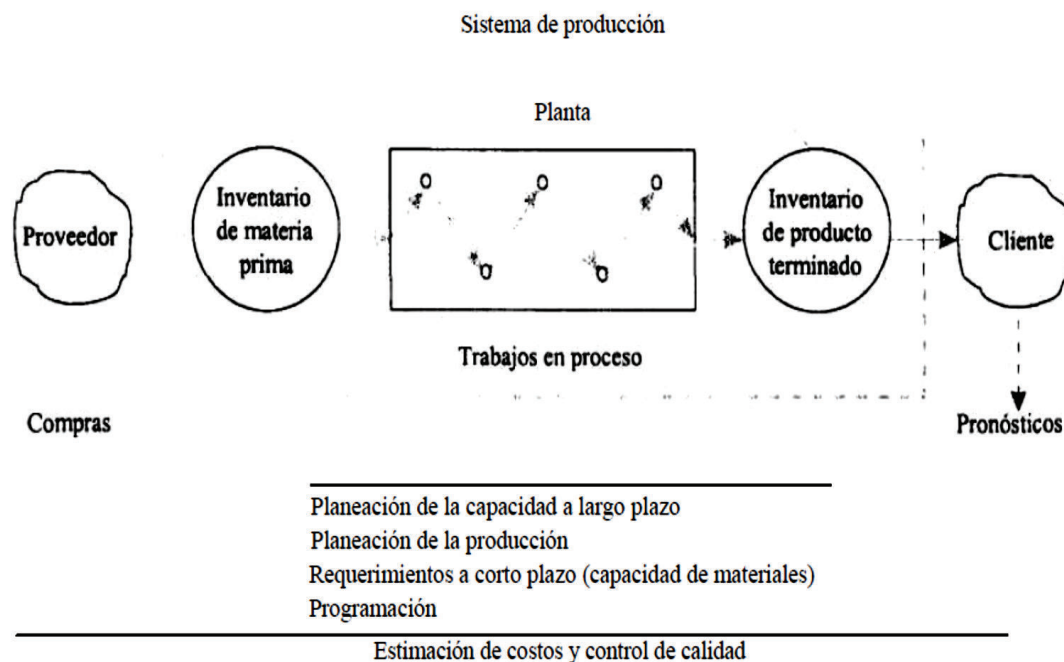 Sistema de producción
Planta
Proveedor
Inventario
de materia
prima
Inventario
de producto
terminado
Cliente
Trabajos en proceso
Compras
Pronósticos
Planeación de la capacidad a largo plazo
Planeación de la producción
Requerimientos a corto plazo (capacidad de materiales)
Programación
Estimación de costos y control de calidad